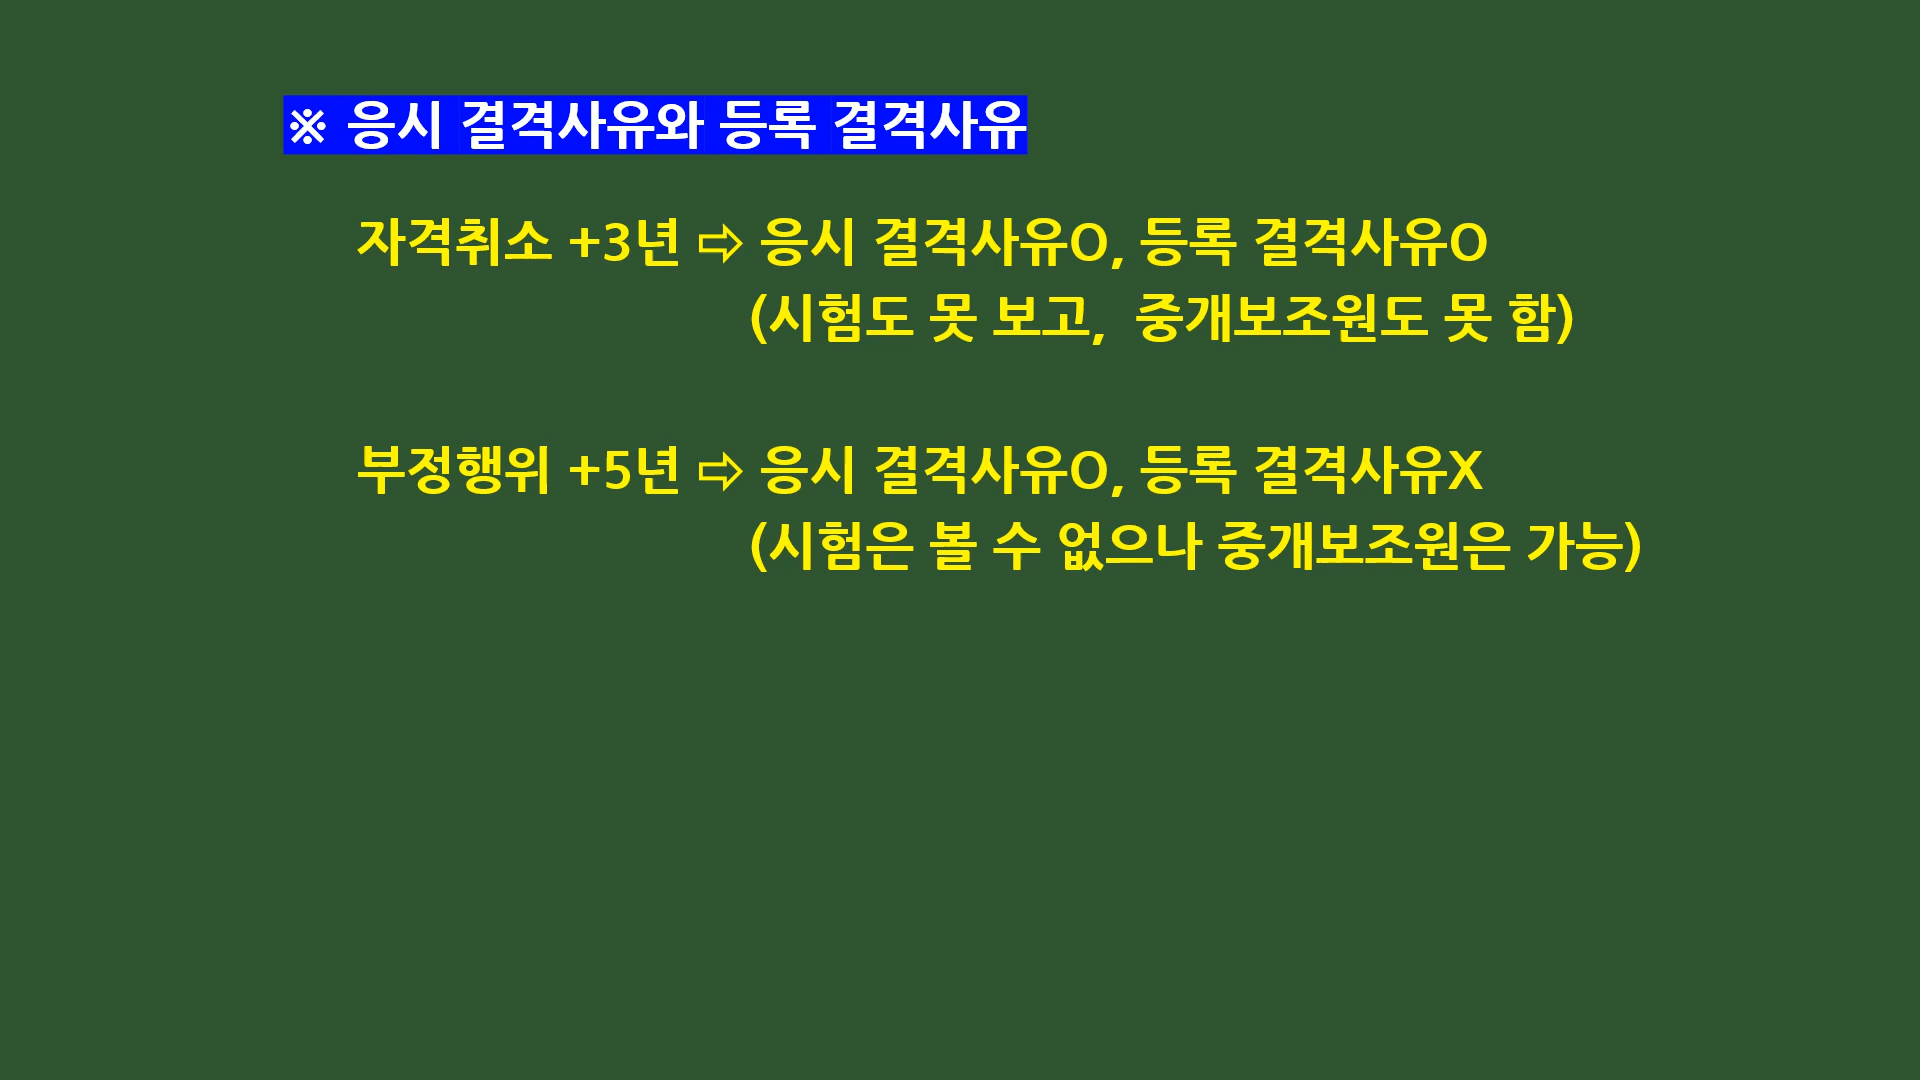 ※ 응시 결격사유와 등록 결격사유
자격취소 +3년 ⇨ 응시 결격사유O, 등록 결격사유O
(시험도 못 보고, 중개보조원도 못 함)
부정행위 +5년 ⇨ 응시 결격사유O, 등록 결격사유X
(시험은 볼 수 없으나 중개보조원은 가능)